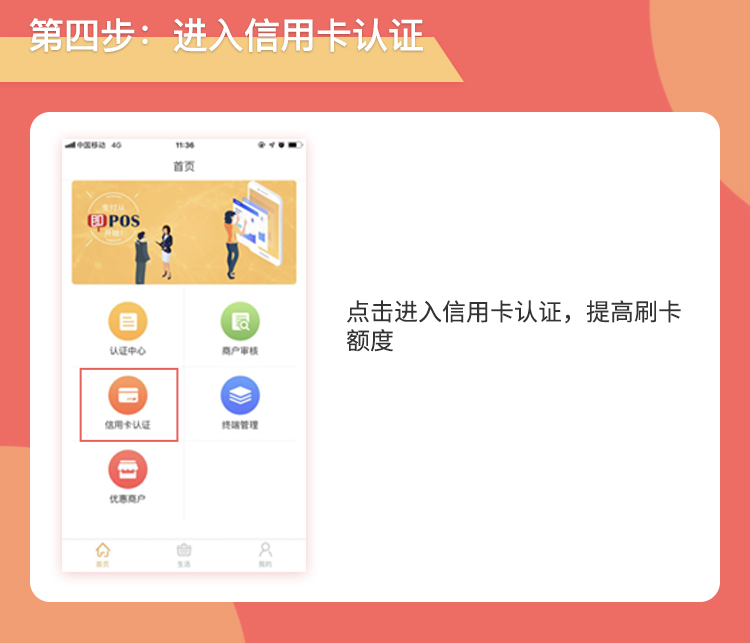 第四步：进入信用卡认证
中国移动 4G 11:36
首页
支付从
即POS
开始!
认证中心
商户审核
信用卡认证
终端管理
优惠商户
首页
生活
我的
点击进入信用卡认证，提高刷卡
额度